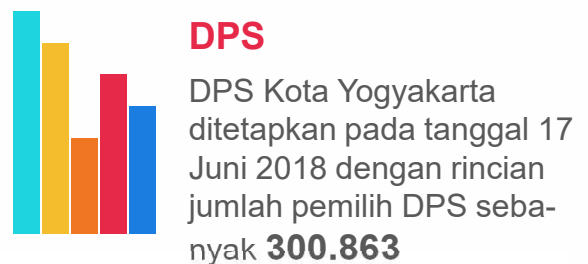 DPS
DPS Kota Yogyakarta
ditetapkan pada tanggal 17
Juni 2018 dengan rincian
jumlah pemilih DPS seba-
nyak 300.863